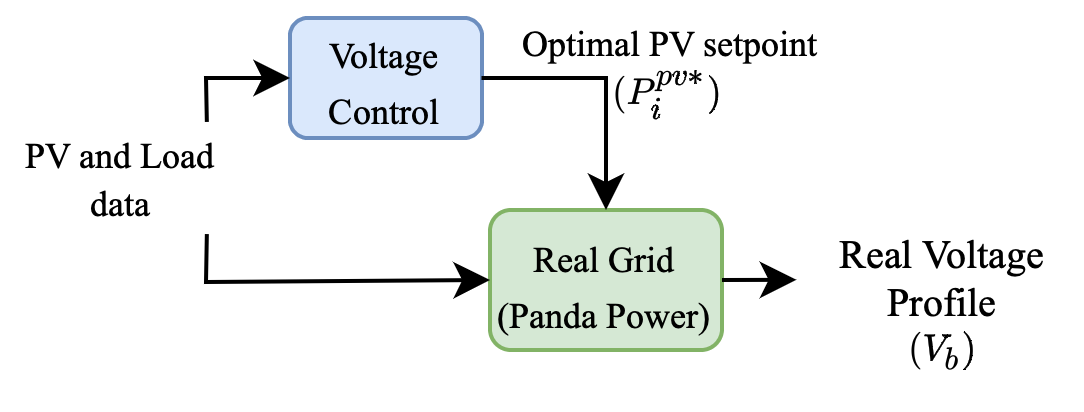 Voltage
Control
Optimal PV setpoint
(P_i^{pv*})
PV and Load
data
Real Grid
(Panda Power)
Real Voltage
Profile
(V_b)